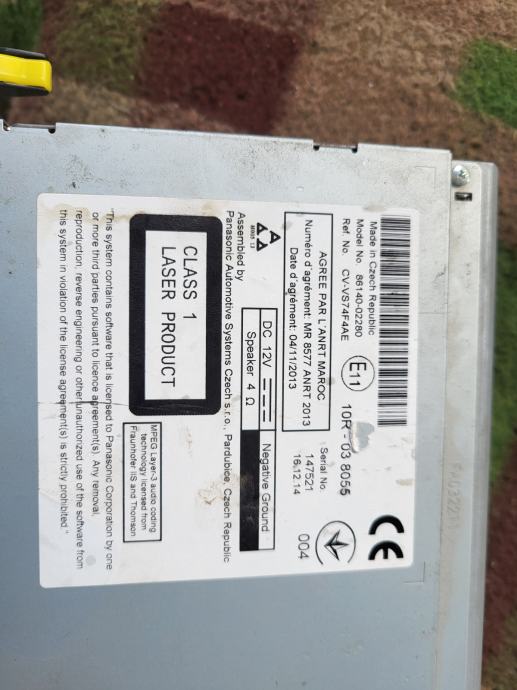 Made in Czech Republic
Model No. 86140-02280
Ref. No. CV-VS74F4AE
E11
10R - 03 8055
CE
AGREE PAR L'ANRT MAROC
Numéro d'agrément: MR 8577 ANRT 2013
Date d'agrément: 04/11/2013
Serial No.
147521
16.12.14
004
DC 12V
Speaker 4 Ω
Negative Ground
Assembled by
Panasonic Automotive Systems Czech s.r.o., Pardubice, Czech Republic
CLASS 1
LASER PRODUCT
MPEG Layer-3 audio coding
technology licensed from
Fraunhofer IIS and Thomson
"This system contains software that is licensed to Panasonic Corporation by one
or more third parties pursuant to licence agreement(s). Any removal,
reproduction, reverse engineering or other unauthorized use of the software from
this system in violation of the license agreement(s) is strictly prohibited."